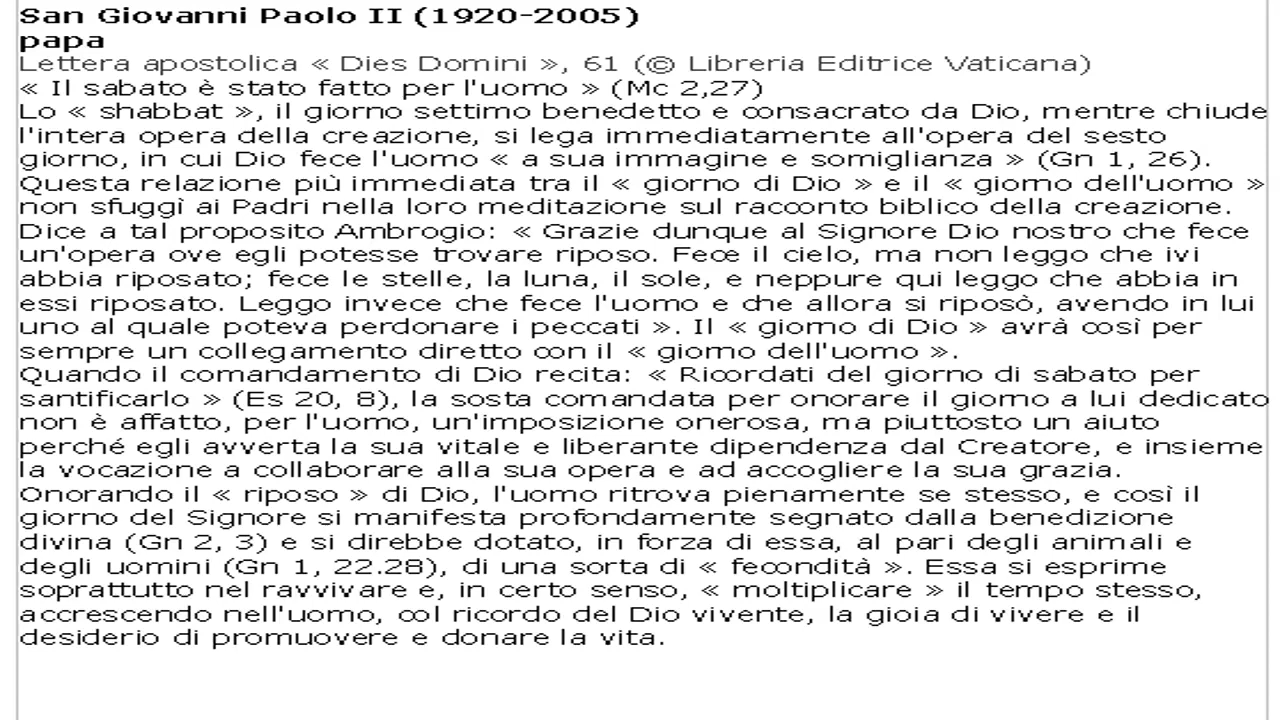 San Giovanni Paolo II (1920-2005)
papa
Lettera apostolica « Dies Domini », 61 (© Libreria Editrice Vaticana)
« Il sabato è stato fatto per l'uomo » (Mc 2,27)
Lo « shabbat », il giorno settimo benedetto e consacrato da Dio, mentre chiude
l'intera opera della creazione, si lega immediatamente all'opera del sesto
giorno, in cui Dio fece l'uomo « a sua immagine e somiglianza » (Gn 1, 26).
Questa relazione più immediata tra il « giorno di Dio » e il « giorno dell'uomo »
non sfuggì ai Padri nella loro meditazione sul racconto biblico della creazione.
Dice a tal proposito Ambrogio: « Grazie dunque al Signore Dio nostro che fece
un'opera ove egli potesse trovare riposo. Fece il cielo, ma non leggo che ivi
abbia riposato; fece le stelle, la luna, il sole, e neppure qui leggo che abbia in
essi riposato. Leggo invece che fece l'uomo e che allora si riposò, avendo in lui
uno al quale poteva perdonare i peccati ». Il « giorno di Dio » avrà così per
sempre un collegamento diretto con il « giorno dell'uomo ».
Quando il comandamento di Dio recita: « Ricordati del giorno di sabato per
santificarlo » (Es 20, 8), la sosta comandata per onorare il giorno a lui dedicato
non è affatto, per l'uomo, un'imposizione onerosa, ma piuttosto un aiuto
perché egli avverta la sua vitale e liberante dipendenza dal Creatore, e insieme
la vocazione a collaborare alla sua opera e ad accogliere la sua grazia.
Onorando il « riposo » di Dio, l'uomo ritrova pienamente se stesso, e così il
giorno del Signore si manifesta profondamente segnato dalla benedizione
divina (Gn 2, 3) e si direbbe dotato, in forza di essa, al pari degli animali e
degli uomini (Gn 1, 22.28), di una sorta di « fecondità ». Essa si esprime
soprattutto nel ravvivare e, in certo senso, « moltiplicare » il tempo stesso,
accrescendo nell'uomo, col ricordo del Dio vivente, la gioia di vivere e il
desiderio di promuovere e donare la vita.